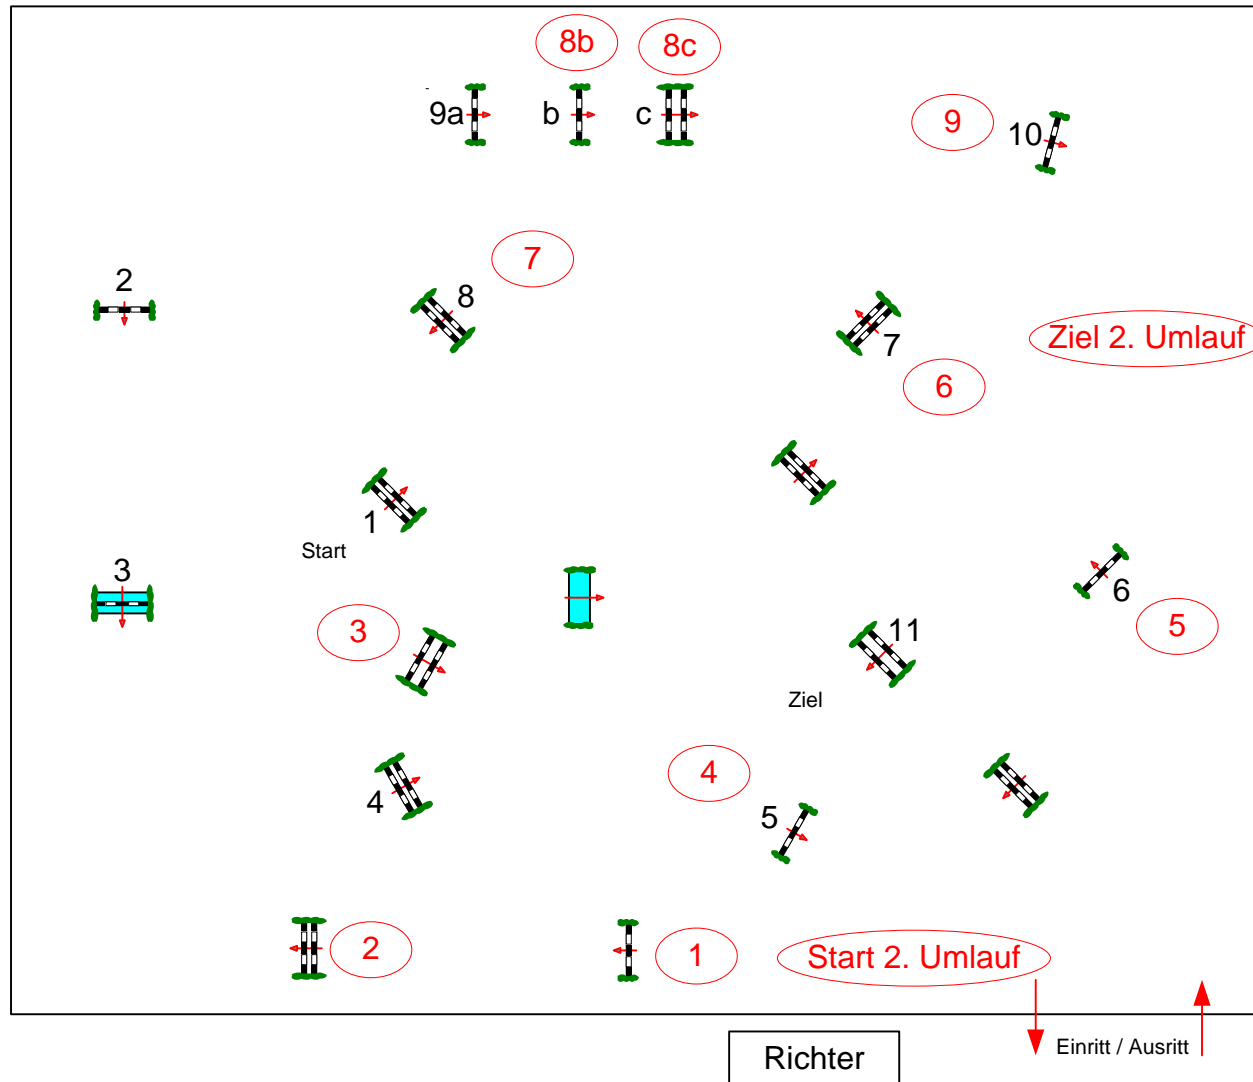 8b 8c
9a b c 9 10
7
2 8
7 Ziel 2. Umlauf
6
1
Start
3 6
3 11 5
Ziel
4
4 5
2 1 Start 2. Umlauf
Richter Einritt / Ausritt